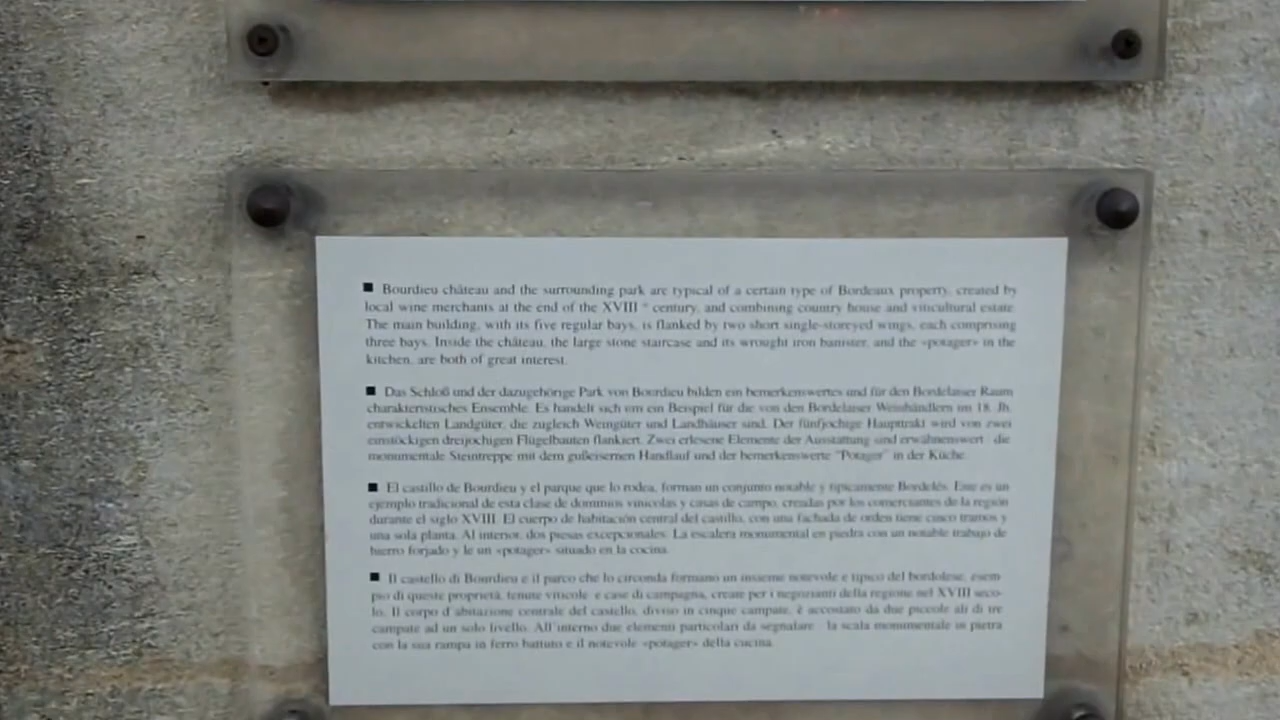 ■ Bourdieu château and the surrounding park are typical of a certain type of Bordeaux property, created by
local wine merchants at the end of the XVIII e century, and combining country house and viticultural estate.
The main building, with its five regular bays, is flanked by two short single-storeyed wings, each comprising
three bays. Inside the château, the large stone staircase and its wrought iron banister, and the «potager» in the
kitchen, are both of great interest.
■ Das Schloß und der dazugehörige Park von Bourdieu bilden ein bemerkenswertes und für den Bordelaiser Raum
charakteristisches Ensemble. Es handelt sich um ein Beispiel für die von den Bordelaiser Weinhändlern im 18. Jh.
entwickelten Landgüter, die zugleich Weingüter und Landhäuser sind. Der fünfjochige Haupttrakt wird von zwei
einstöckigen dreijochigen Flügelbauten flankiert. Zwei erlesene Elemente der Ausstattung sind erwähnenswert : die
monumentale Steintreppe mit dem gußeisernen Handlauf und der bemerkenswerte "Potager" in der Küche.
■ El castillo de Bourdieu y el parque que lo rodea, forman un conjunto notable y tipicamente Bordelés. Este es un
ejemplo tradicional de esta clase de dominios vinicolas y casas de campo, creadas por los comerciantes de la región
durante el siglo XVIII. El cuerpo de habitación central del castillo, con una fachada de orden tiene cinco tramos y
una sola planta. Al interior, dos piesas excepcionales. La escalera monumental en piedra con un notable trabajo de
hierro forjado y le un «potager» situado en la cocina.
■ Il castello di Bourdieu e il parco che lo circonda formano un insieme notevole e tipico del bordolese, esem-
pio di queste proprietà, tenute viticole e case di campagna, create per i negozianti della regione nel XVIII seco-
lo. Il corpo d'abitazione centrale del castello, diviso in cinque campate, è accostato da due piccole ali di tre
campate ad un solo livello. All'interno due elementi particolari da segnalare : la scala monumentale in pietra
con la sua rampa in ferro battuto e il notevole «potager» della cucina.